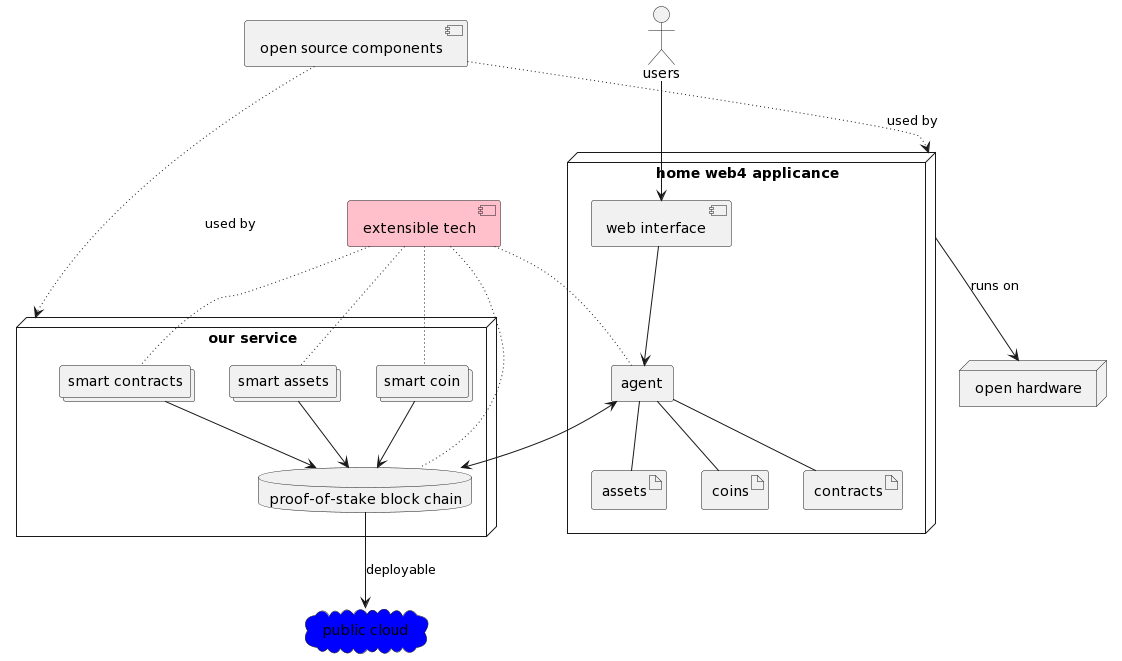 open source components
users
used by
home web4 applicance
used by
extensible tech
web interface
runs on
our service
smart contracts
smart assets
smart coin
agent
open hardware
assets
coins
contracts
proof-of-stake block chain
deployable
public cloud